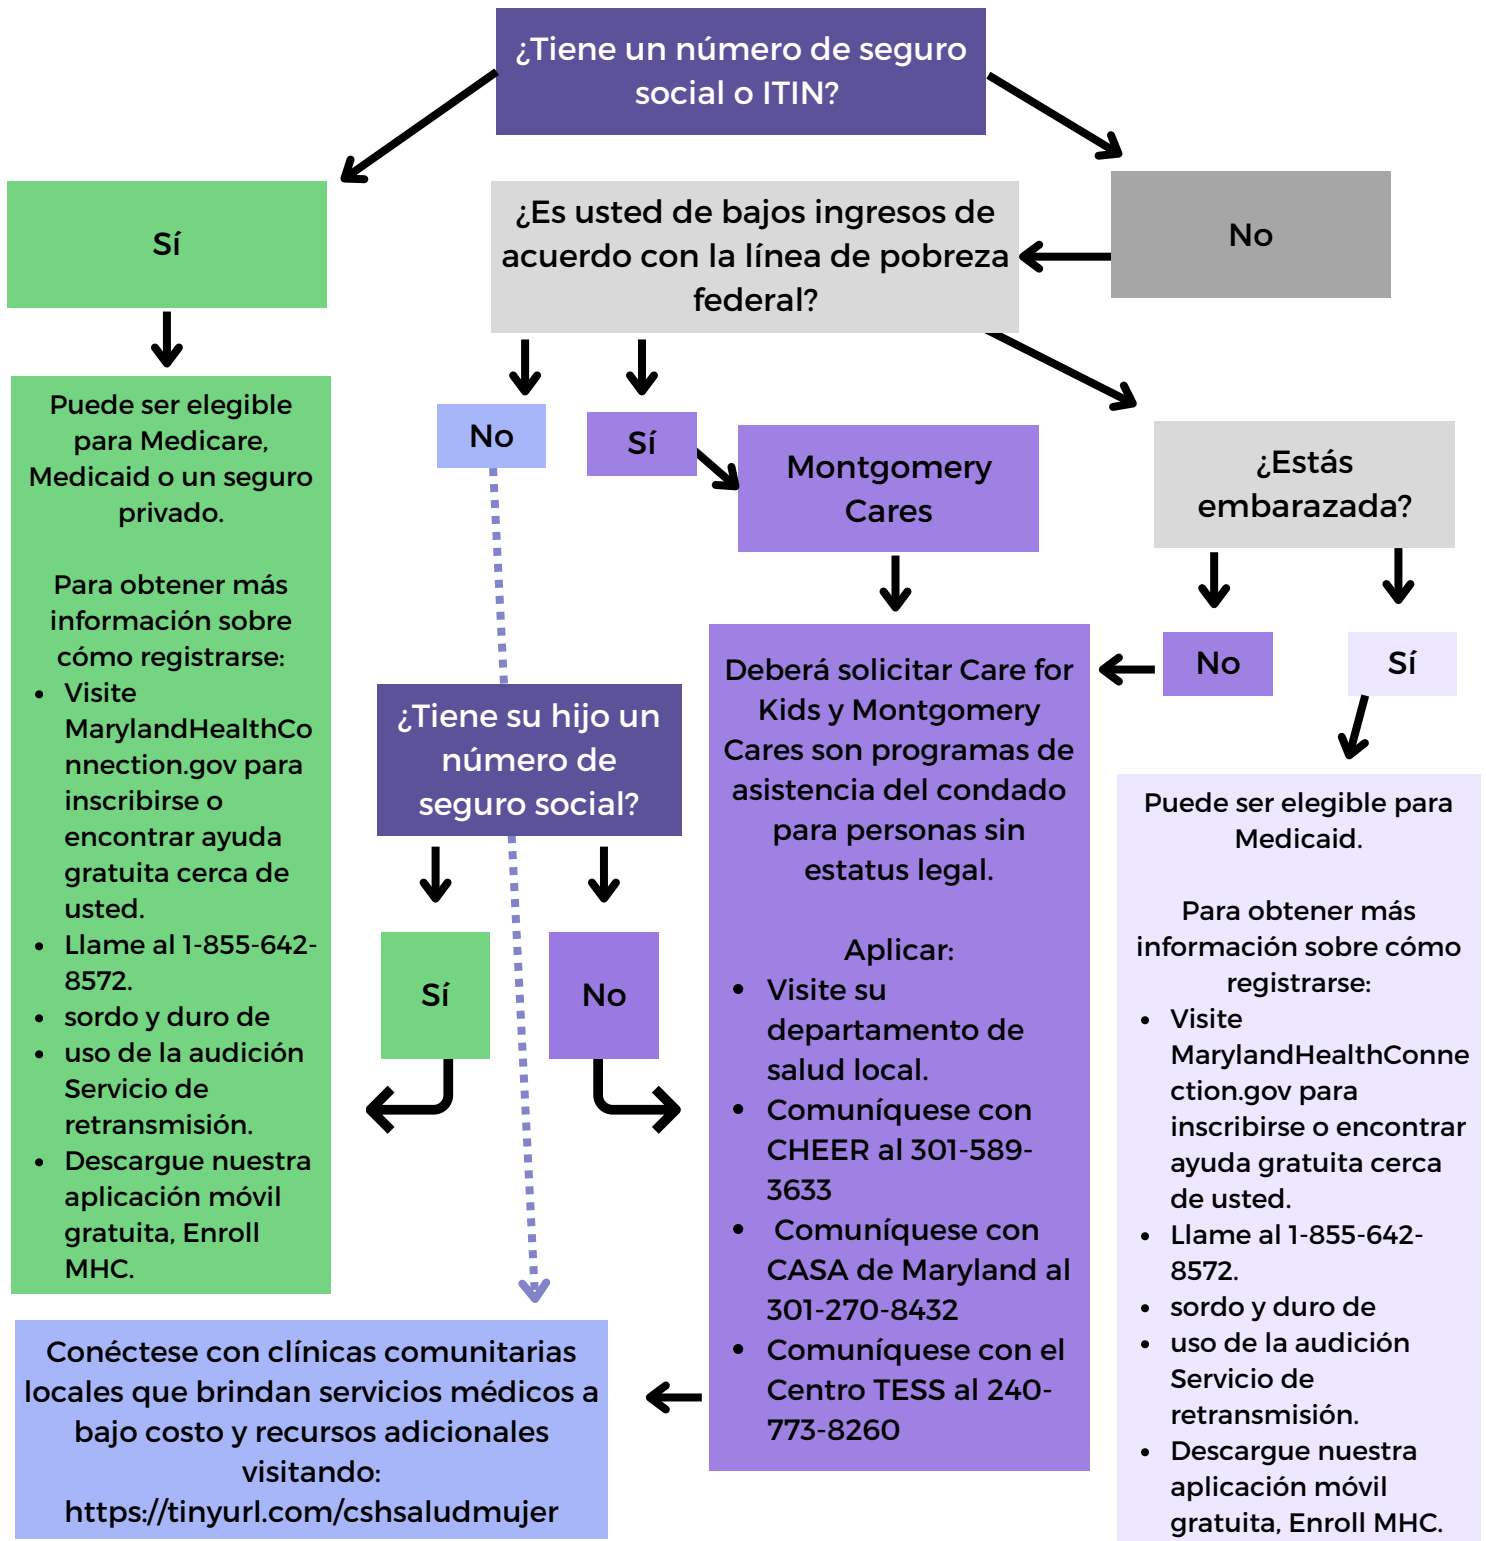 ¿Tiene un número de seguro
social o ITIN?
Sí
¿Es usted de bajos ingresos de
acuerdo con la línea de pobreza
federal?
No
Puede ser elegible
para Medicare,
Medicaid o un seguro
privado.
Para obtener más
información sobre
cómo registrarse:
• Visite
MarylandHealthCo
nnection.gov para
inscribirse o
encontrar ayuda
gratuita cerca de
usted.
• Llame al 1-855-642-
8572.
• sordo y duro de
• uso de la audición
Servicio de
retransmisión.
• Descargue nuestra
aplicación móvil
gratuita, Enroll
MHC.
No
Sí
Montgomery
Cares
¿Estás
embarazada?
No
Sí
¿Tiene su hijo un
número de
seguro social?
Sí
No
Deberá solicitar Care for
Kids y Montgomery
Cares son programas de
asistencia del condado
para personas sin
estatus legal.
Aplicar:
• Visite su
departamento de
salud local.
• Comuníquese con
CHEER al 301-589-
3633
• Comuníquese con
CASA de Maryland al
301-270-8432
• Comuníquese con el
Centro TESS al 240-
773-8260
Puede ser elegible para
Medicaid.
Para obtener más
información sobre cómo
registrarse:
• Visite
MarylandHealthConne
ction.gov para
inscribirse o encontrar
ayuda gratuita cerca
de usted.
• Llame al 1-855-642-
8572.
• sordo y duro de
• uso de la audición
Servicio de
retransmisión.
• Descargue nuestra
aplicación móvil
gratuita, Enroll MHC.
Conéctese con clínicas comunitarias
locales que brindan servicios médicos a
bajo costo y recursos adicionales
visitando:
https://tinyurl.com/cshsaludmujer